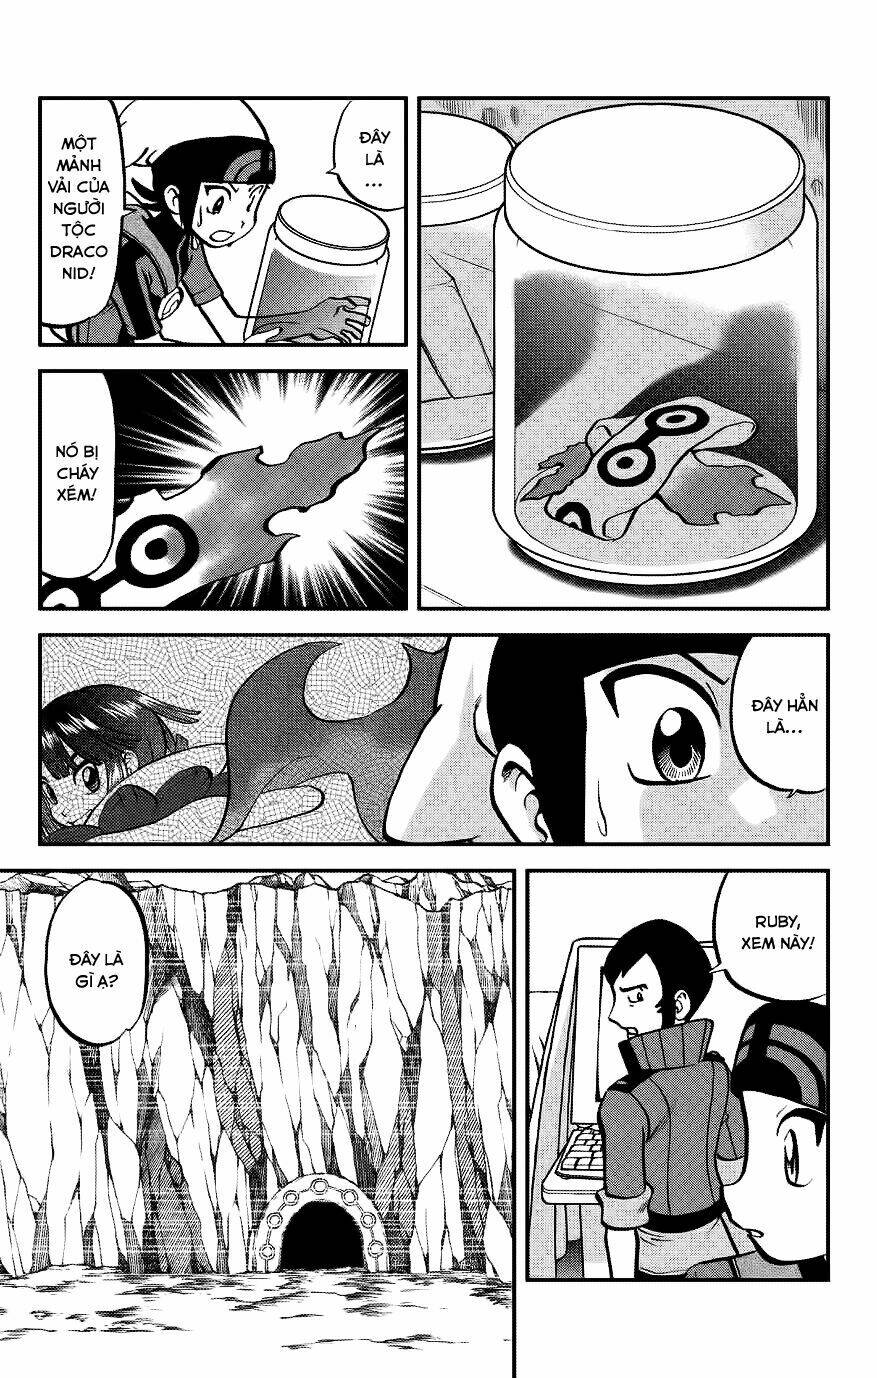 ĐÂY
LÀ
...
MỘT
MẢNH
VẢI CỦA
NGƯỜI
TỘC
DRACO
NID!
NÓ BỊ
CHÁY
XÉM!
ĐÂY HẲN
LÀ...
RUBY,
XEM NÀY!
ĐÂY LÀ
GÌ Ạ?